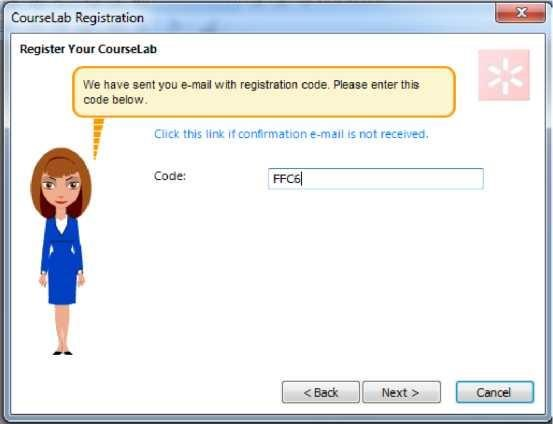 CourseLab Registration
Register Your CourseLab
We have sent you e-mail with registration code. Please enter this
code below.
Click this link if confirmation e-mail is not received.
Code: FFC6
< Back Next > Cancel